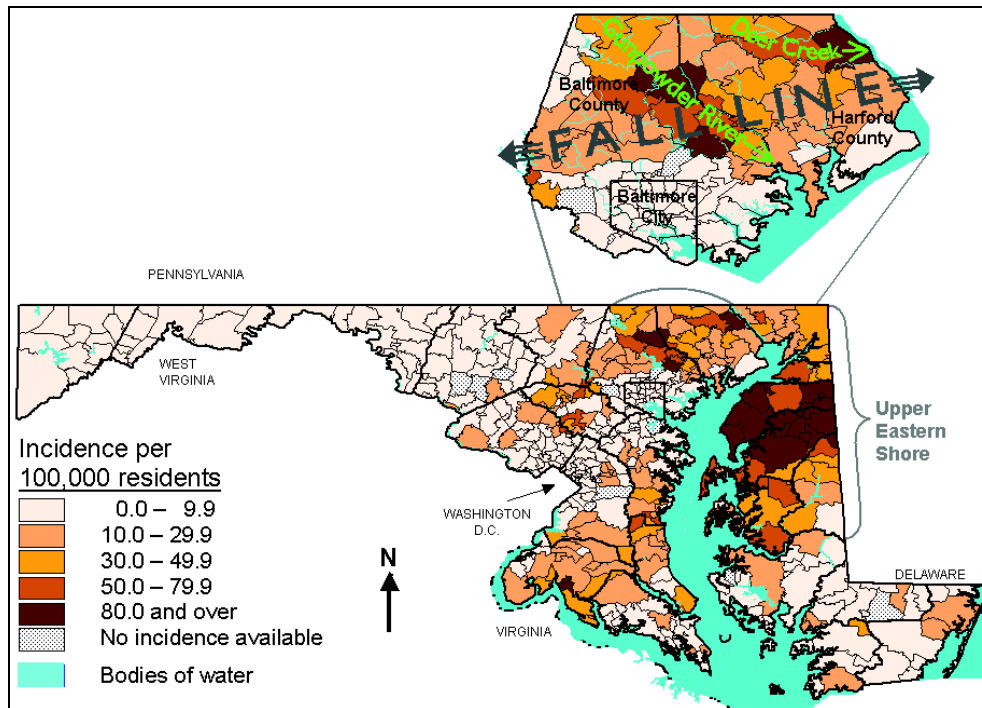 Deer Creek
Gunpowder River
Baltimore
County
FALL LINE
Harford
County
Baltimore
City
PENNSYLVANIA
WEST
VIRGINIA
Upper
Eastern
Shore
Incidence per
100,000 residents
0.0 – 9.9
10.0 – 29.9
30.0 – 49.9
50.0 – 79.9
80.0 and over
No incidence available
Bodies of water
WASHINGTON
D.C.
N
VIRGINIA
DELAWARE